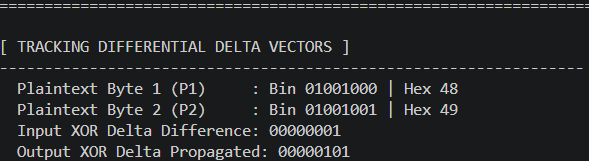 =================================================================
[ TRACKING DIFFERENTIAL DELTA VECTORS ]
-----------------------------------------------------------------
Plaintext Byte 1 (P1)     : Bin 01001000 | Hex 48
Plaintext Byte 2 (P2)     : Bin 01001001 | Hex 49
Input XOR Delta Difference: 00000001
Output XOR Delta Propagated: 00000101